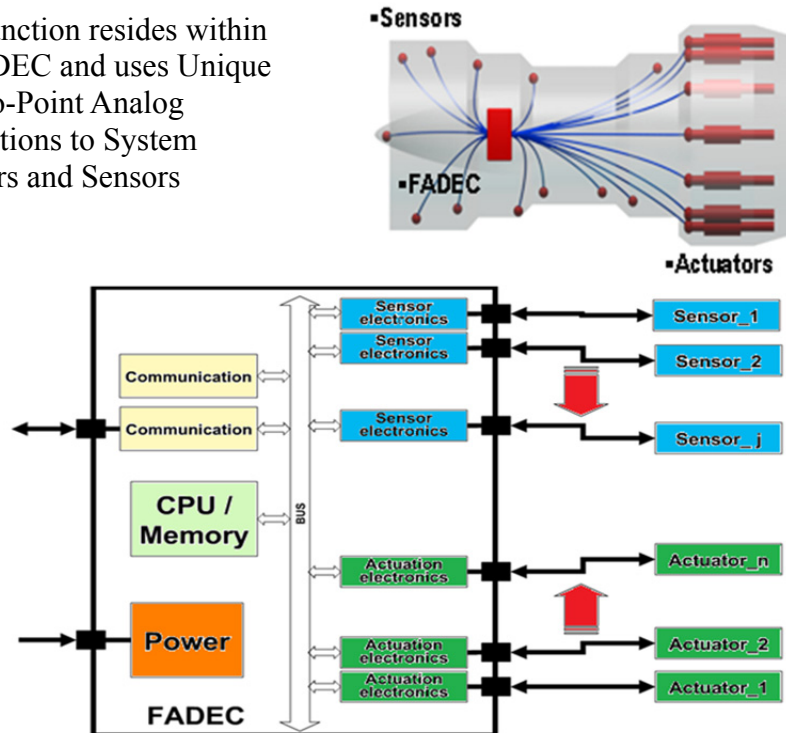 unction resides within
DEC and uses Unique
o-Point Analog
tions to System
rs and Sensors
▪Sensors
▪FADEC
▪Actuators
Sensor
electronics
Sensor_1
Sensor
electronics
Sensor_2
Communication
Communication
Sensor
electronics
Sensor_j
CPU /
Memory
BUS
Actuation
electronics
Actuator_n
Power
Actuation
electronics
Actuator_2
Actuation
electronics
Actuator_1
FADEC